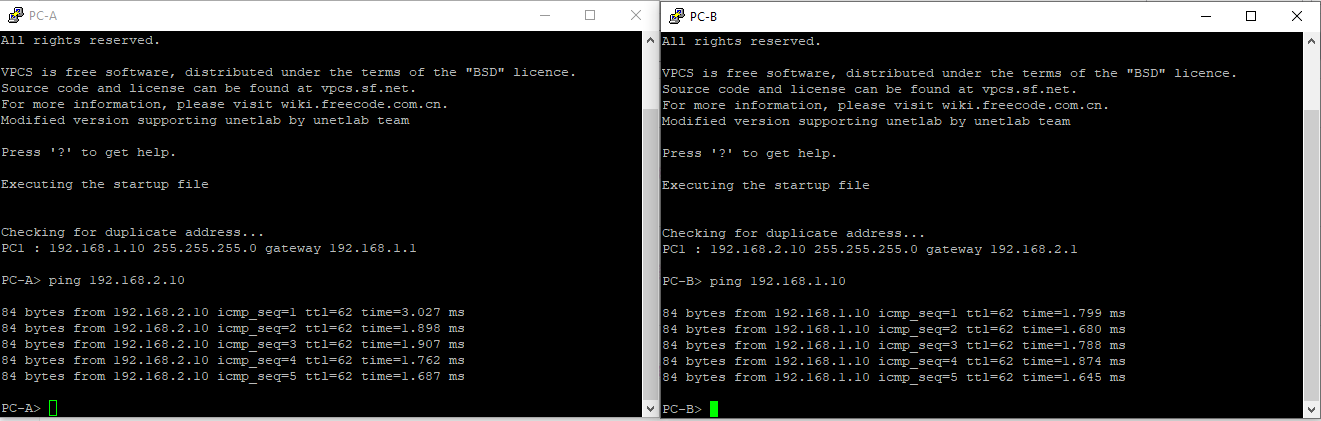 PC-A
All rights reserved.
VPCS is free software, distributed under the terms of the "BSD" licence.
Source code and license can be found at vpcs.sf.net.
For more information, please visit wiki.freecode.com.cn.
Modified version supporting unetlab by unetlab team
Press '?' to get help.
Executing the startup file
Checking for duplicate address...
PC1 : 192.168.1.10 255.255.255.0 gateway 192.168.1.1
PC-A> ping 192.168.2.10
84 bytes from 192.168.2.10 icmp_seq=1 ttl=62 time=3.027 ms
84 bytes from 192.168.2.10 icmp_seq=2 ttl=62 time=1.898 ms
84 bytes from 192.168.2.10 icmp_seq=3 ttl=62 time=1.907 ms
84 bytes from 192.168.2.10 icmp_seq=4 ttl=62 time=1.762 ms
84 bytes from 192.168.2.10 icmp_seq=5 ttl=62 time=1.687 ms
PC-A>
PC-B
All rights reserved.
VPCS is free software, distributed under the terms of the "BSD" licence.
Source code and license can be found at vpcs.sf.net.
For more information, please visit wiki.freecode.com.cn.
Modified version supporting unetlab by unetlab team
Press '?' to get help.
Executing the startup file
Checking for duplicate address...
PC1 : 192.168.2.10 255.255.255.0 gateway 192.168.2.1
PC-B> ping 192.168.1.10
84 bytes from 192.168.1.10 icmp_seq=1 ttl=62 time=1.799 ms
84 bytes from 192.168.1.10 icmp_seq=2 ttl=62 time=1.680 ms
84 bytes from 192.168.1.10 icmp_seq=3 ttl=62 time=1.788 ms
84 bytes from 192.168.1.10 icmp_seq=4 ttl=62 time=1.874 ms
84 bytes from 192.168.1.10 icmp_seq=5 ttl=62 time=1.645 ms
PC-B>